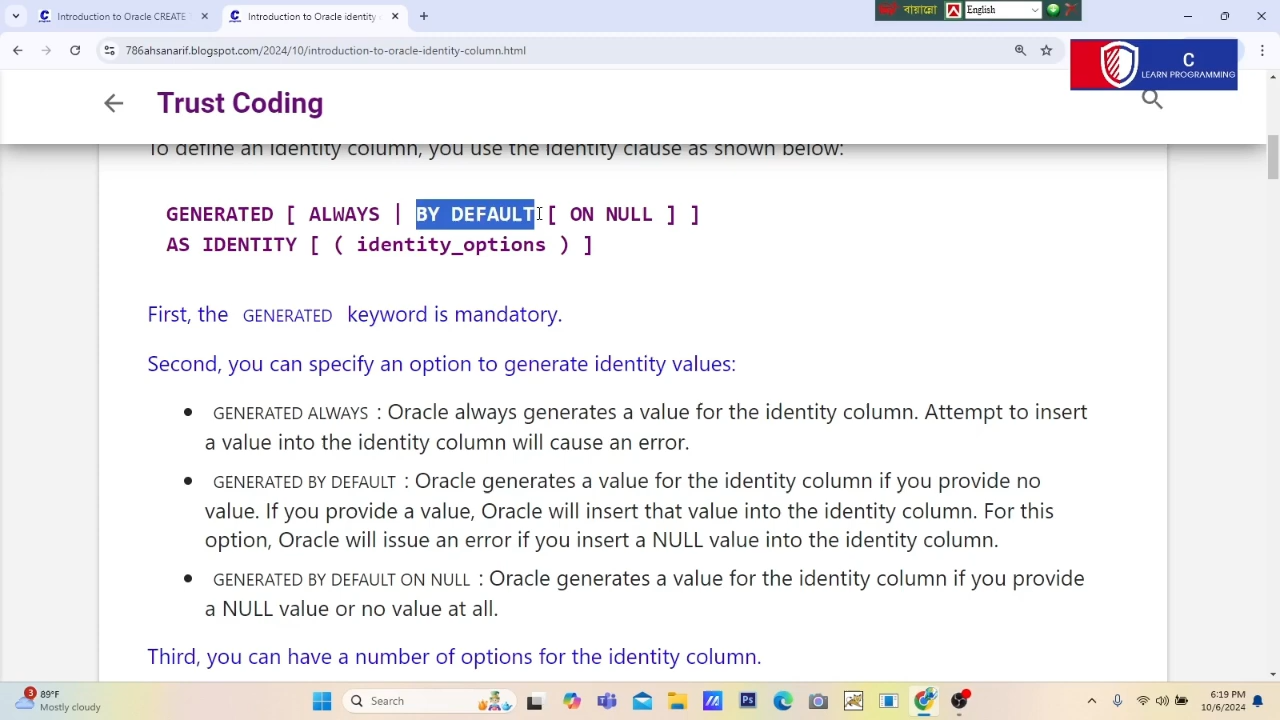 Introduction to Oracle CREATE
Introduction to Oracle Identity Col
বায়ান্নো
English
786ahsanarif.blogspot.com/2024/10/introduction-to-oracle-identity-column.html
C
LEARN PROGRAMMING
Trust Coding
To define an identity column, you use the identity clause as shown below:
GENERATED [ ALWAYS | BY DEFAULT [ ON NULL ] ]
AS IDENTITY [ ( identity_options ) ]
First, the GENERATED keyword is mandatory.
Second, you can specify an option to generate identity values:
• GENERATED ALWAYS : Oracle always generates a value for the identity column. Attempt to insert
a value into the identity column will cause an error.
• GENERATED BY DEFAULT : Oracle generates a value for the identity column if you provide no
value. If you provide a value, Oracle will insert that value into the identity column. For this
option, Oracle will issue an error if you insert a NULL value into the identity column.
• GENERATED BY DEFAULT ON NULL : Oracle generates a value for the identity column if you provide
a NULL value or no value at all.
Third, you can have a number of options for the identity column.
3
89°F
Mostly cloudy
Search
Ps
6:19 PM
10/6/2024